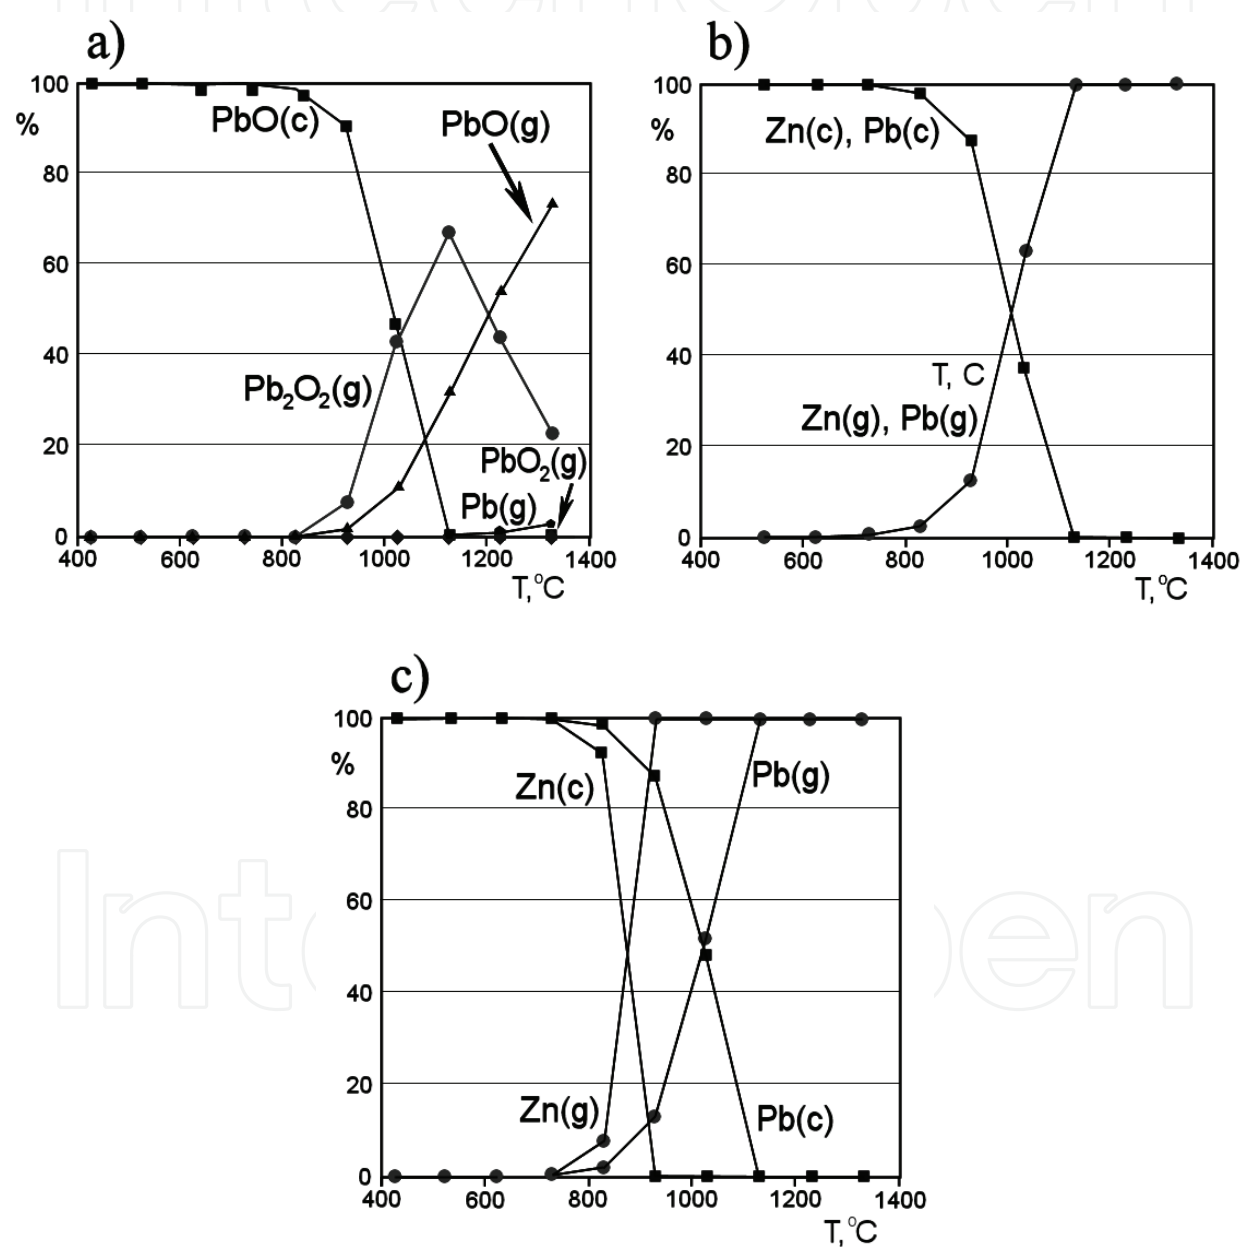 a)
100
%
80
60
40
20
0
PbO(c)
PbO(g)
Pb₂O₂(g)
PbO₂(g)
Pb(g)
400 600 800 1000 1200 1400
T,°C
b)
100
%
80
60
40
20
0
Zn(c), Pb(c)
T, C
Zn(g), Pb(g)
400 600 800 1000 1200 1400
T,°C
c)
100
%
80
60
40
20
0
Zn(c)
Pb(g)
Zn(g)
Pb(c)
400 600 800 1000 1200 1400
T,°C